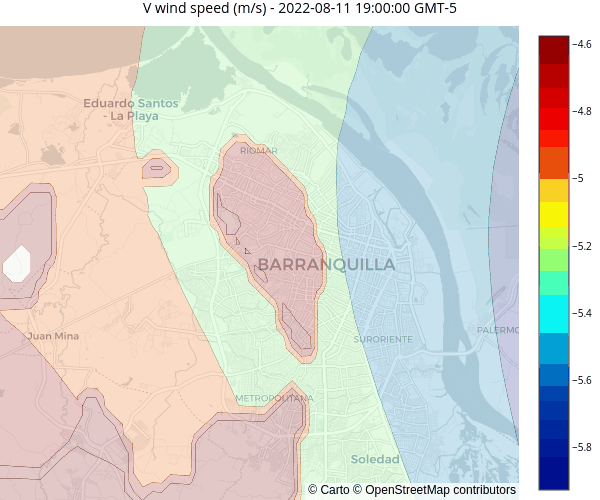 V wind speed (m/s) - 2022-08-11 19:00:00 GMT-5
−4.6
Eduardo Santos
- La Playa
−4.8
RIOMAR
−5
−5.2
BARRANQUILLA
−5.4
Juan Mina
SURORIENTE
PALERMO
−5.6
METROPOLITANA
−5.8
Soledad
© Carto © OpenStreetMap contributors